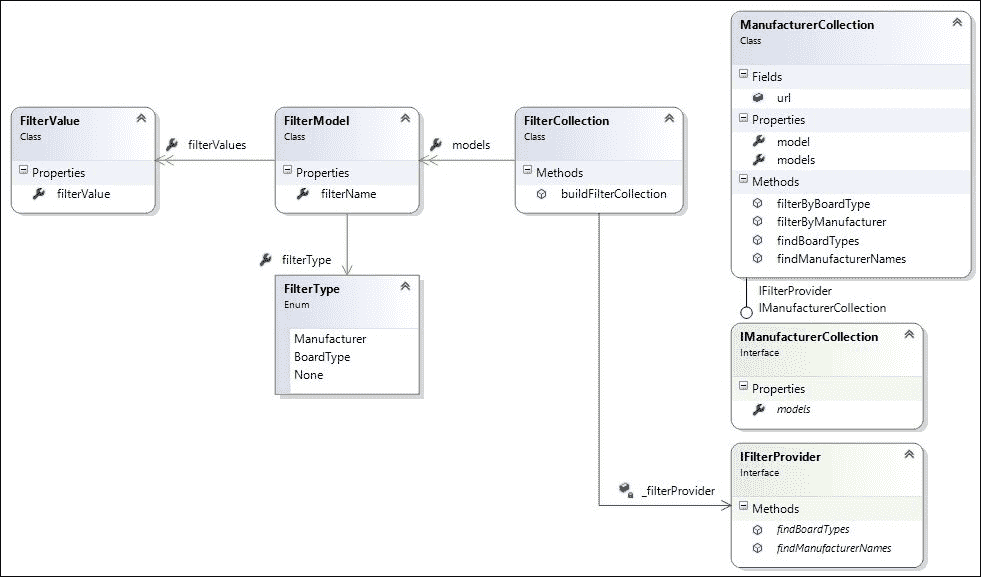 FilterValue
Class
Properties
filterValue
filterValues
FilterModel
Class
Properties
filterName
filterType
FilterType
Enum
Manufacturer
BoardType
None
models
FilterCollection
Class
Methods
buildFilterCollection
_filterProvider
ManufacturerCollection
Class
Fields
url
Properties
model
models
Methods
filterByBoardType
filterByManufacturer
findBoardTypes
findManufacturerNames
IFilterProvider
IManufacturerCollection
IManufacturerCollection
Interface
Properties
models
IFilterProvider
Interface
Methods
findBoardTypes
findManufacturerNames